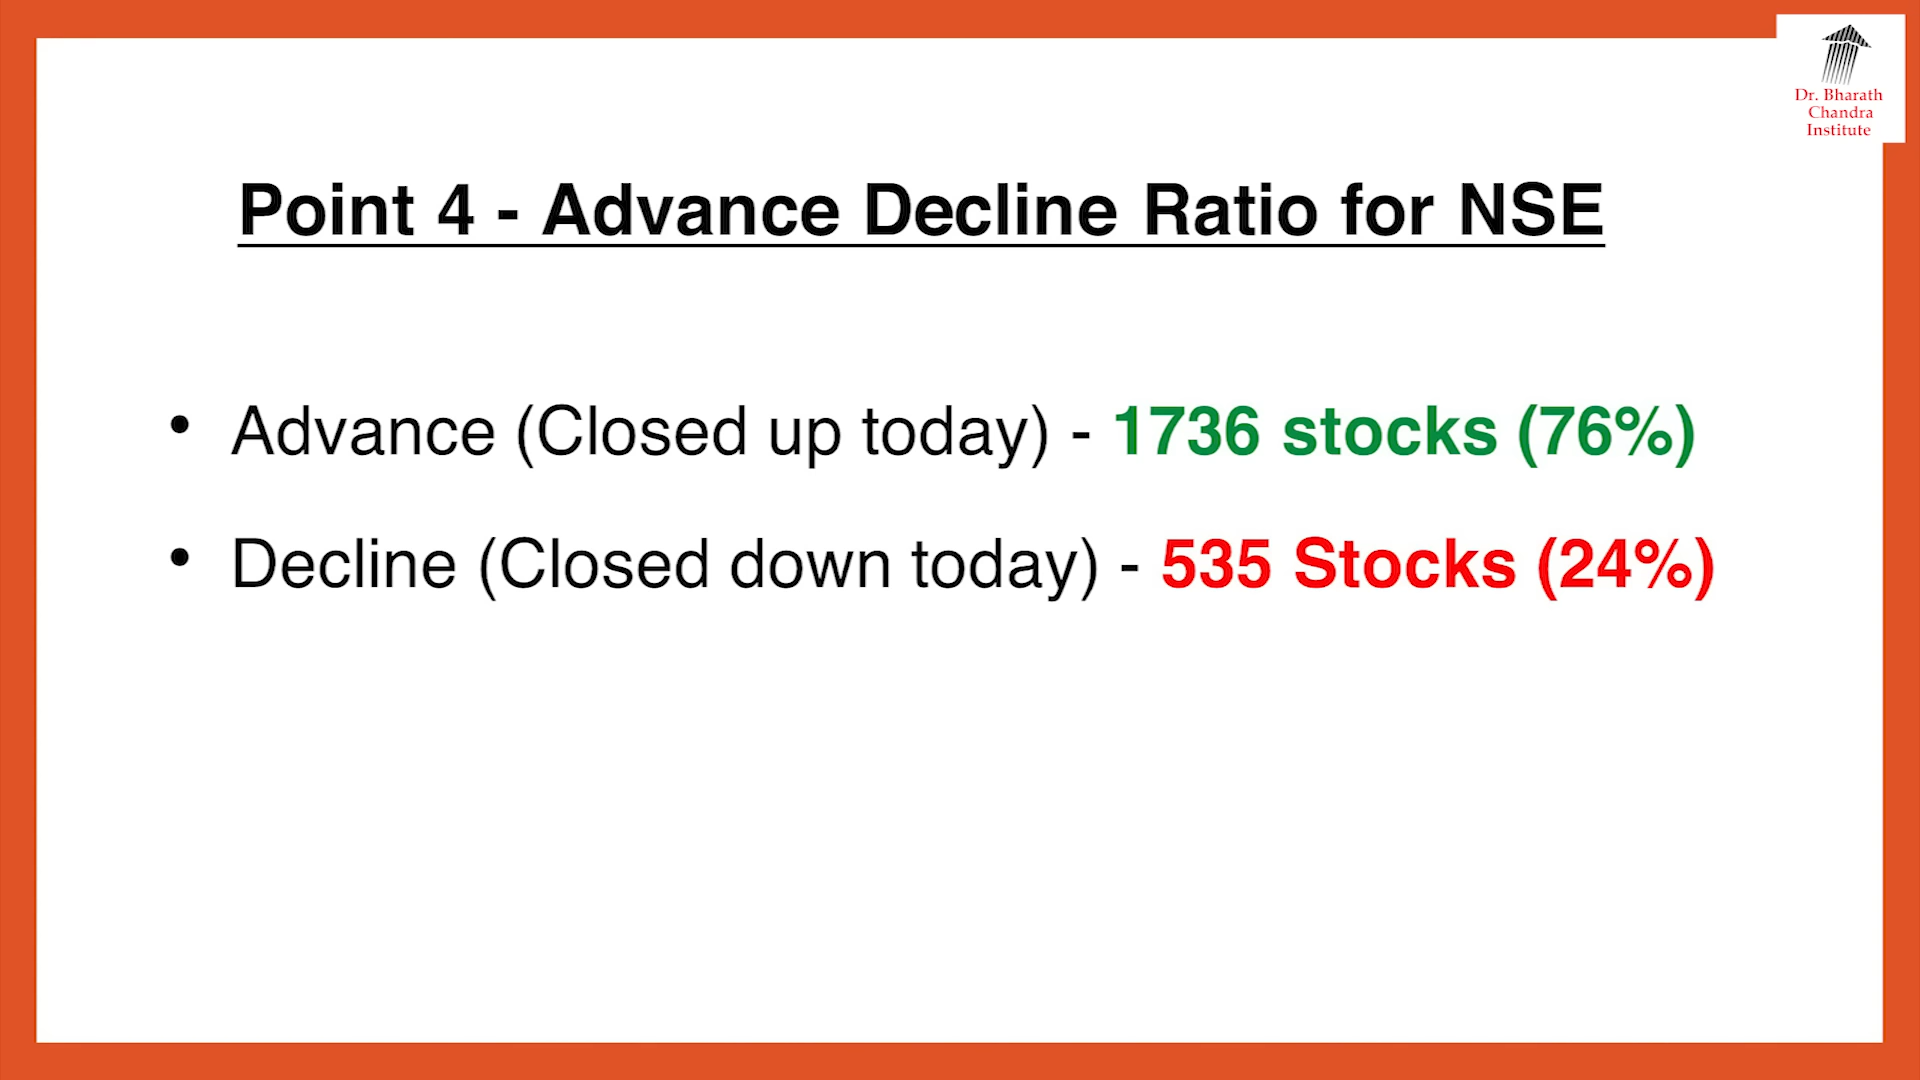 Dr. Bharath
Chandra
Institute
Point 4 - Advance Decline Ratio for NSE
• Advance (Closed up today) - 1736 stocks (76%)
• Decline (Closed down today) - 535 Stocks (24%)